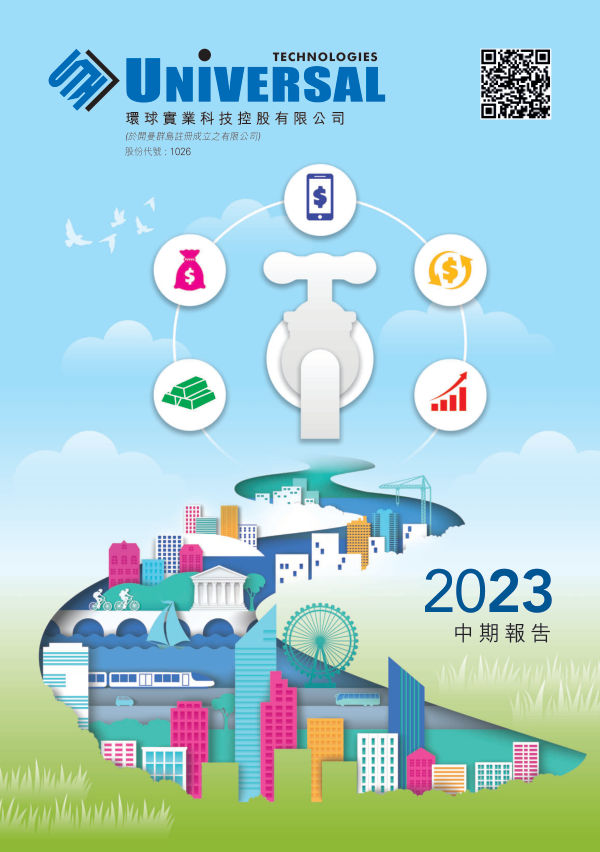 TECHNOLOGIES
UNiVERSAL
環球實業科技控股有限公司
(於開曼群島註冊成立之有限公司)
股份代號 : 1026
2023
中期報告